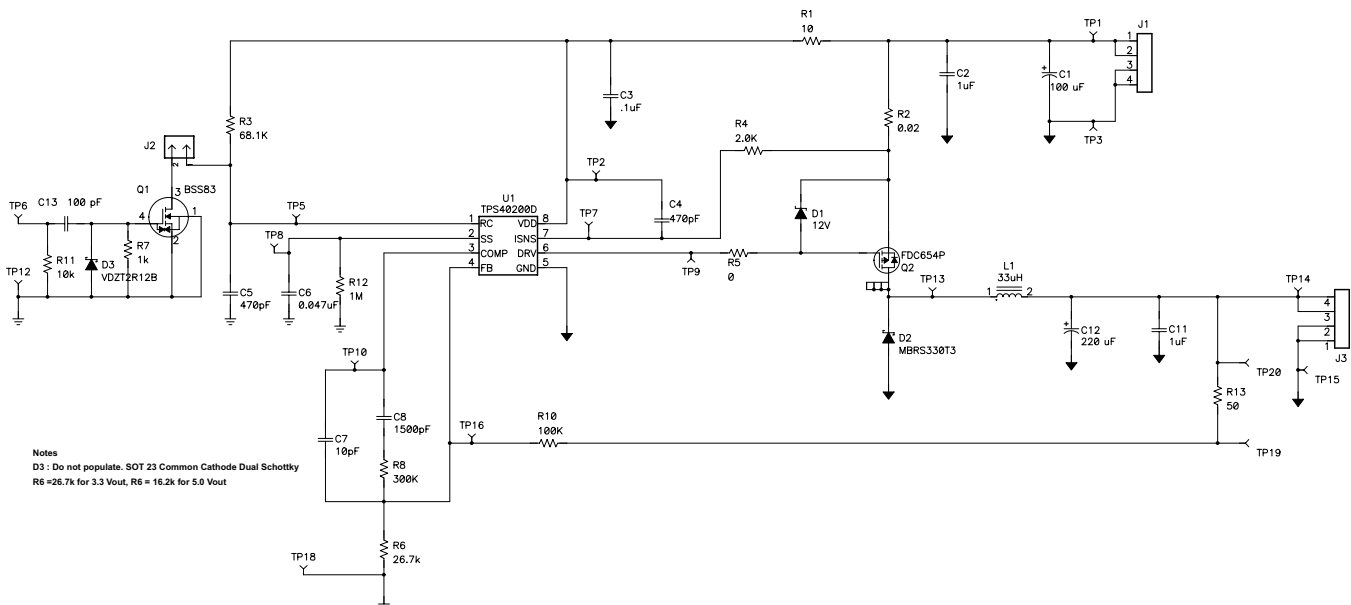 R1
10
TP1
J1
1
2
3
4
C3
.1uF
C2
1uF
C1
100 uF
+
TP3
R3
68.1K
R4
2.0K
R2
0.02
J2
2
Q1
BSS83
3
4
1
2
C13
100 pF
TP6
TP12
R11
10k
D3
VDZT2R12B
R7
1k
TP5
TP8
C5
470pF
C6
0.047uF
R12
1M
U1
TPS40200D
1
RC
VDD
8
2
SS
ISNS
7
3
COMP
DRV
6
4
FB
GND
5
TP2
TP7
C4
470pF
D1
12V
R5
0
TP9
FDC654P
Q2
TP13
L1
33uH
1
2
TP14
4
3
2
1
J3
D2
MBRS330T3
+
C12
220 uF
C11
1uF
TP20
TP15
R13
50
TP19
TP10
C8
1500pF
C7
10pF
R8
300K
TP16
R10
100K
R6
26.7k
TP18
Notes
D3 : Do not populate. SOT 23 Common Cathode Dual Schottky
R6 =26.7k for 3.3 Vout, R6 = 16.2k for 5.0 Vout